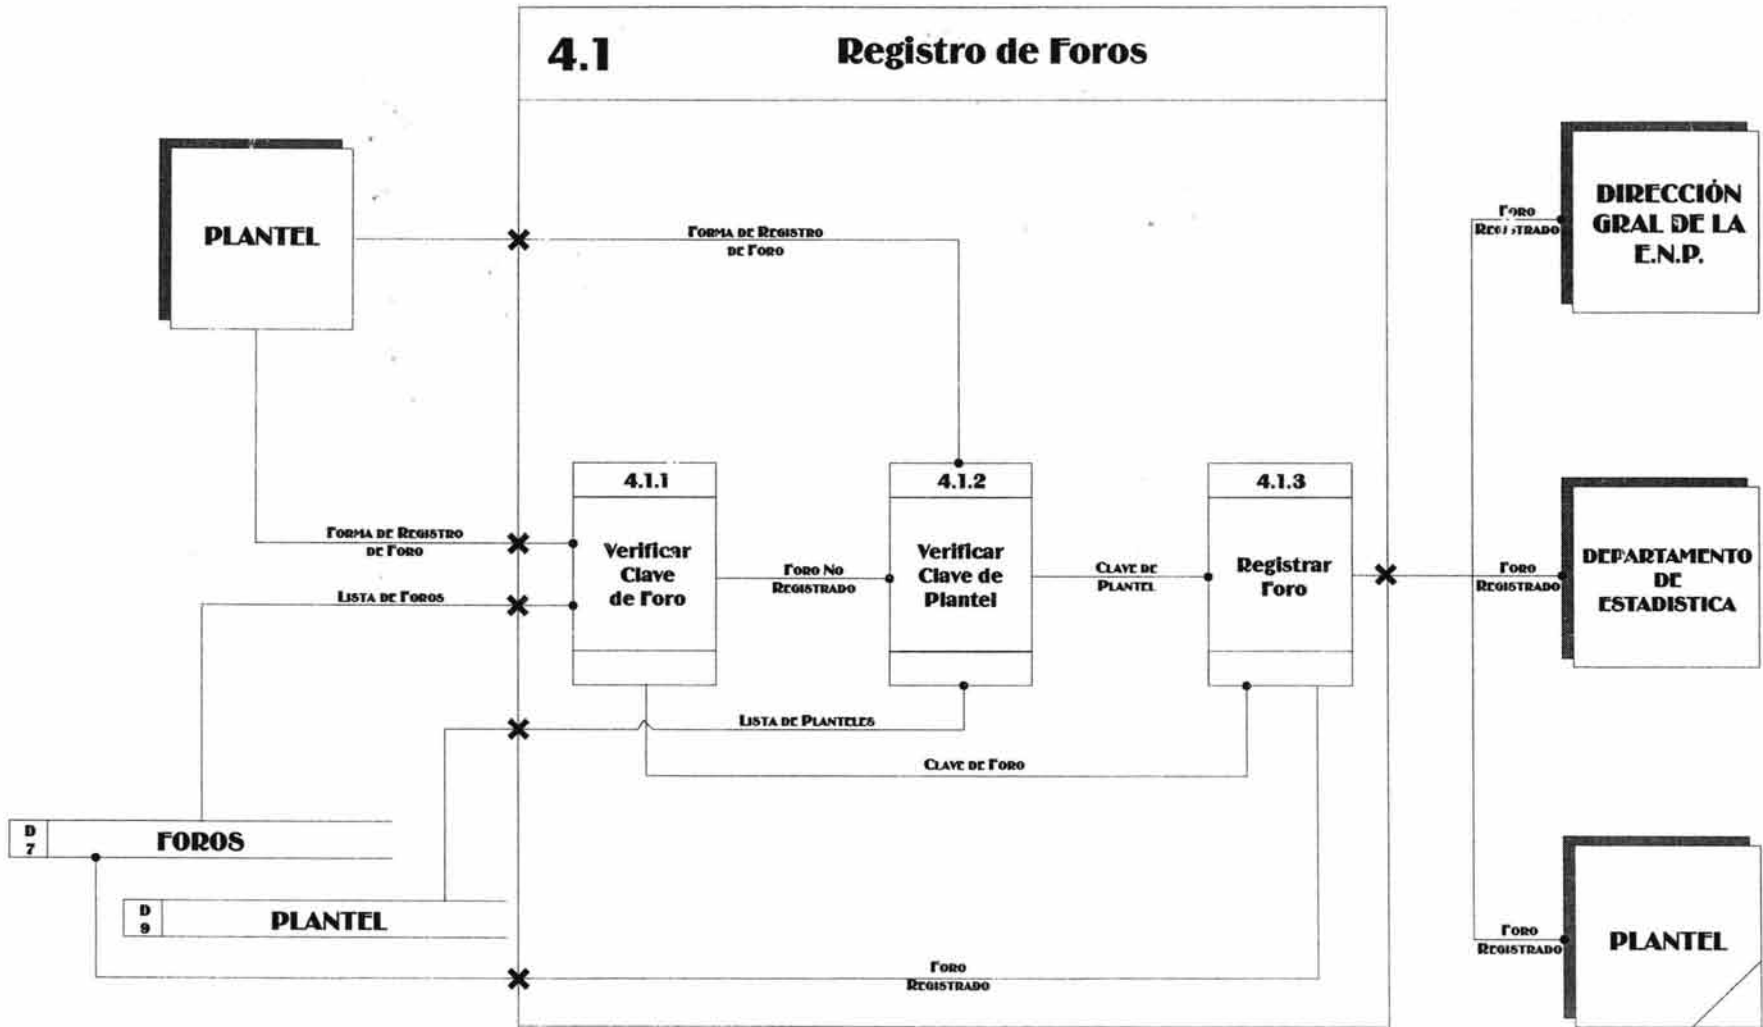 4.1 Registro de Foros
PLANTEL
FORMA DE REGISTRO
DE FORO
FORO
REGISTRADO
DIRECCIÓN
GRAL DE LA
E.N.P.
4.1.1
Verificar
Clave
de Foro
4.1.2
Verificar
Clave de
Plantel
4.1.3
Registrar
Foro
FORMA DE REGISTRO
DE FORO
LISTA DE FOROS
FORO NO
REGISTRADO
CLAVE DE
PLANTEL
FORO
REGISTRADO
DEPARTAMENTO
DE
ESTADISTICA
LISTA DE PLANTELES
CLAVE DE FORO
D
7
FOROS
D
9
PLANTEL
FORO
REGISTRADO
FORO
REGISTRADO
PLANTEL